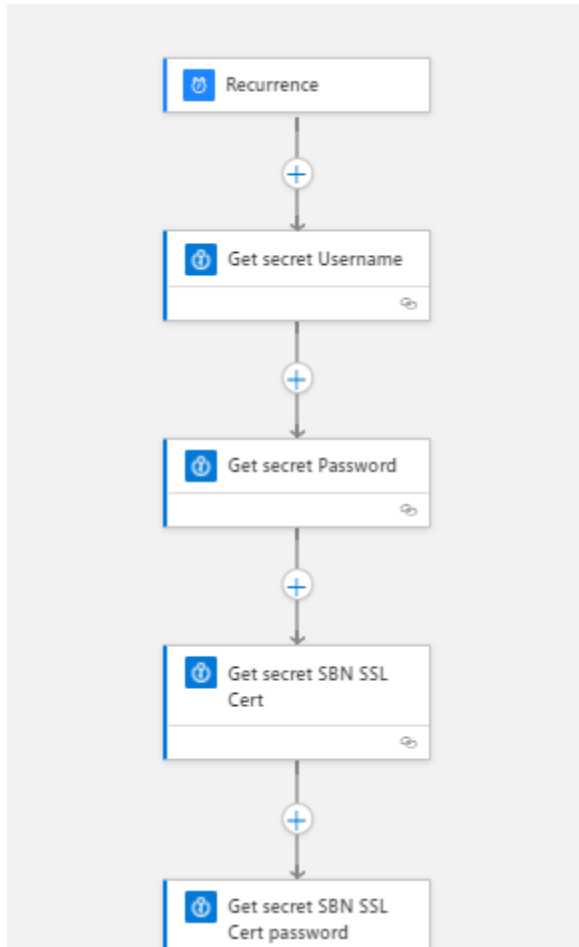 Recurrence
Get secret Username
Get secret Password
Get secret SBN SSL
Cert
Get secret SBN SSL
Cert password